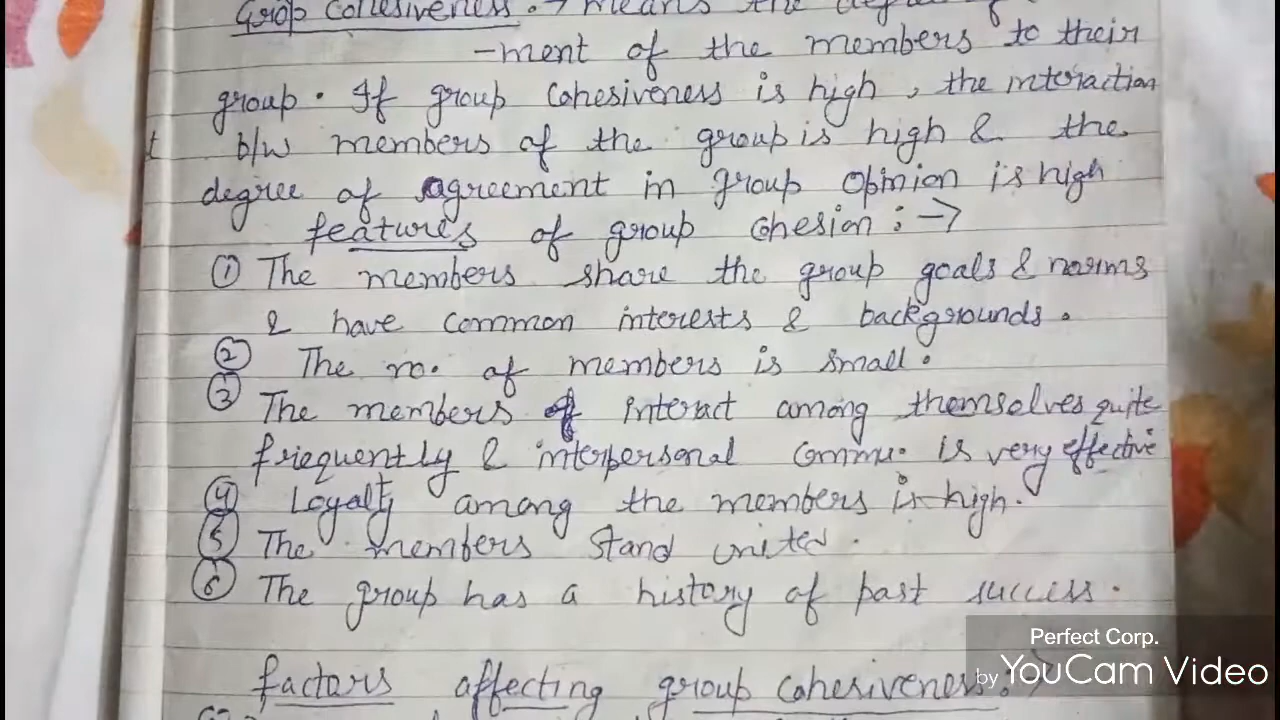 Grop Cohesiveness :→ Means the degree of
-ment of the members to their
group. If group Cohesiveness is high, the interaction
b/w members of the group is high & the
degree of agreement in group opinion is high
features of group Cohesion :→
① The members share the group goals & norms
& have common interests & backgrounds.
② The no. of members is small.
③ The members interact among themselves quite
frequently & interpersonal Commu. is very effective
④ Loyalty among the members is high.
⑤ The members stand united.
⑥ The group has a history of past success.
factors affecting group Cohesiveness :→
Perfect Corp.
by YouCam Video